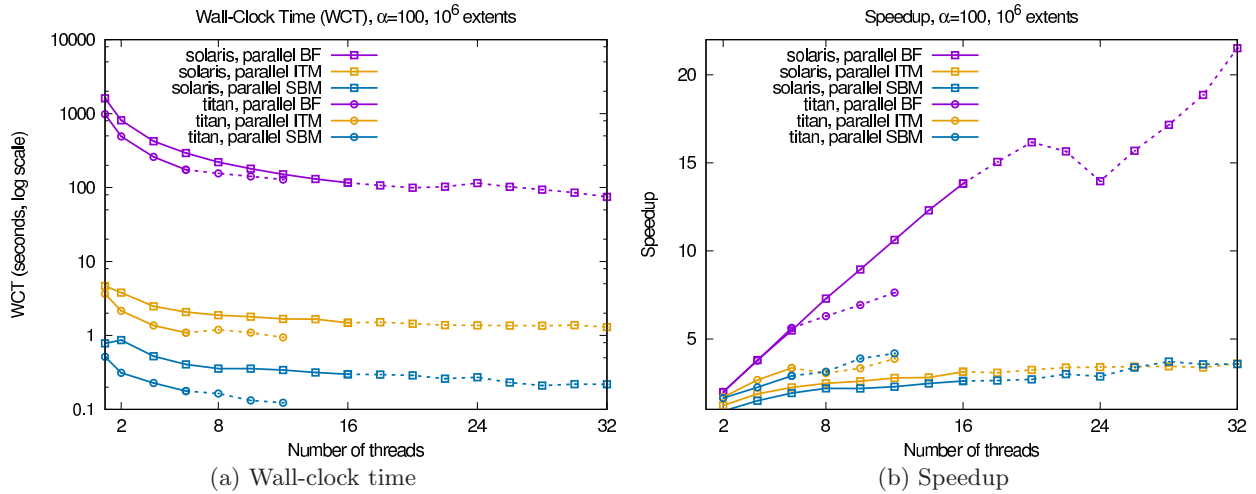 Wall-Clock Time (WCT), α=100, 10⁶ extents
10000
1000
100
10
1
0.1
WCT (seconds, log scale)
solaris, parallel BF
solaris, parallel ITM
solaris, parallel SBM
titan, parallel BF
titan, parallel ITM
titan, parallel SBM
2 8 16 24 32
Number of threads
(a) Wall-clock time
Speedup, α=100, 10⁶ extents
20
15
10
5
Speedup
solaris, parallel BF
solaris, parallel ITM
solaris, parallel SBM
titan, parallel BF
titan, parallel ITM
titan, parallel SBM
2 8 16 24 32
Number of threads
(b) Speedup